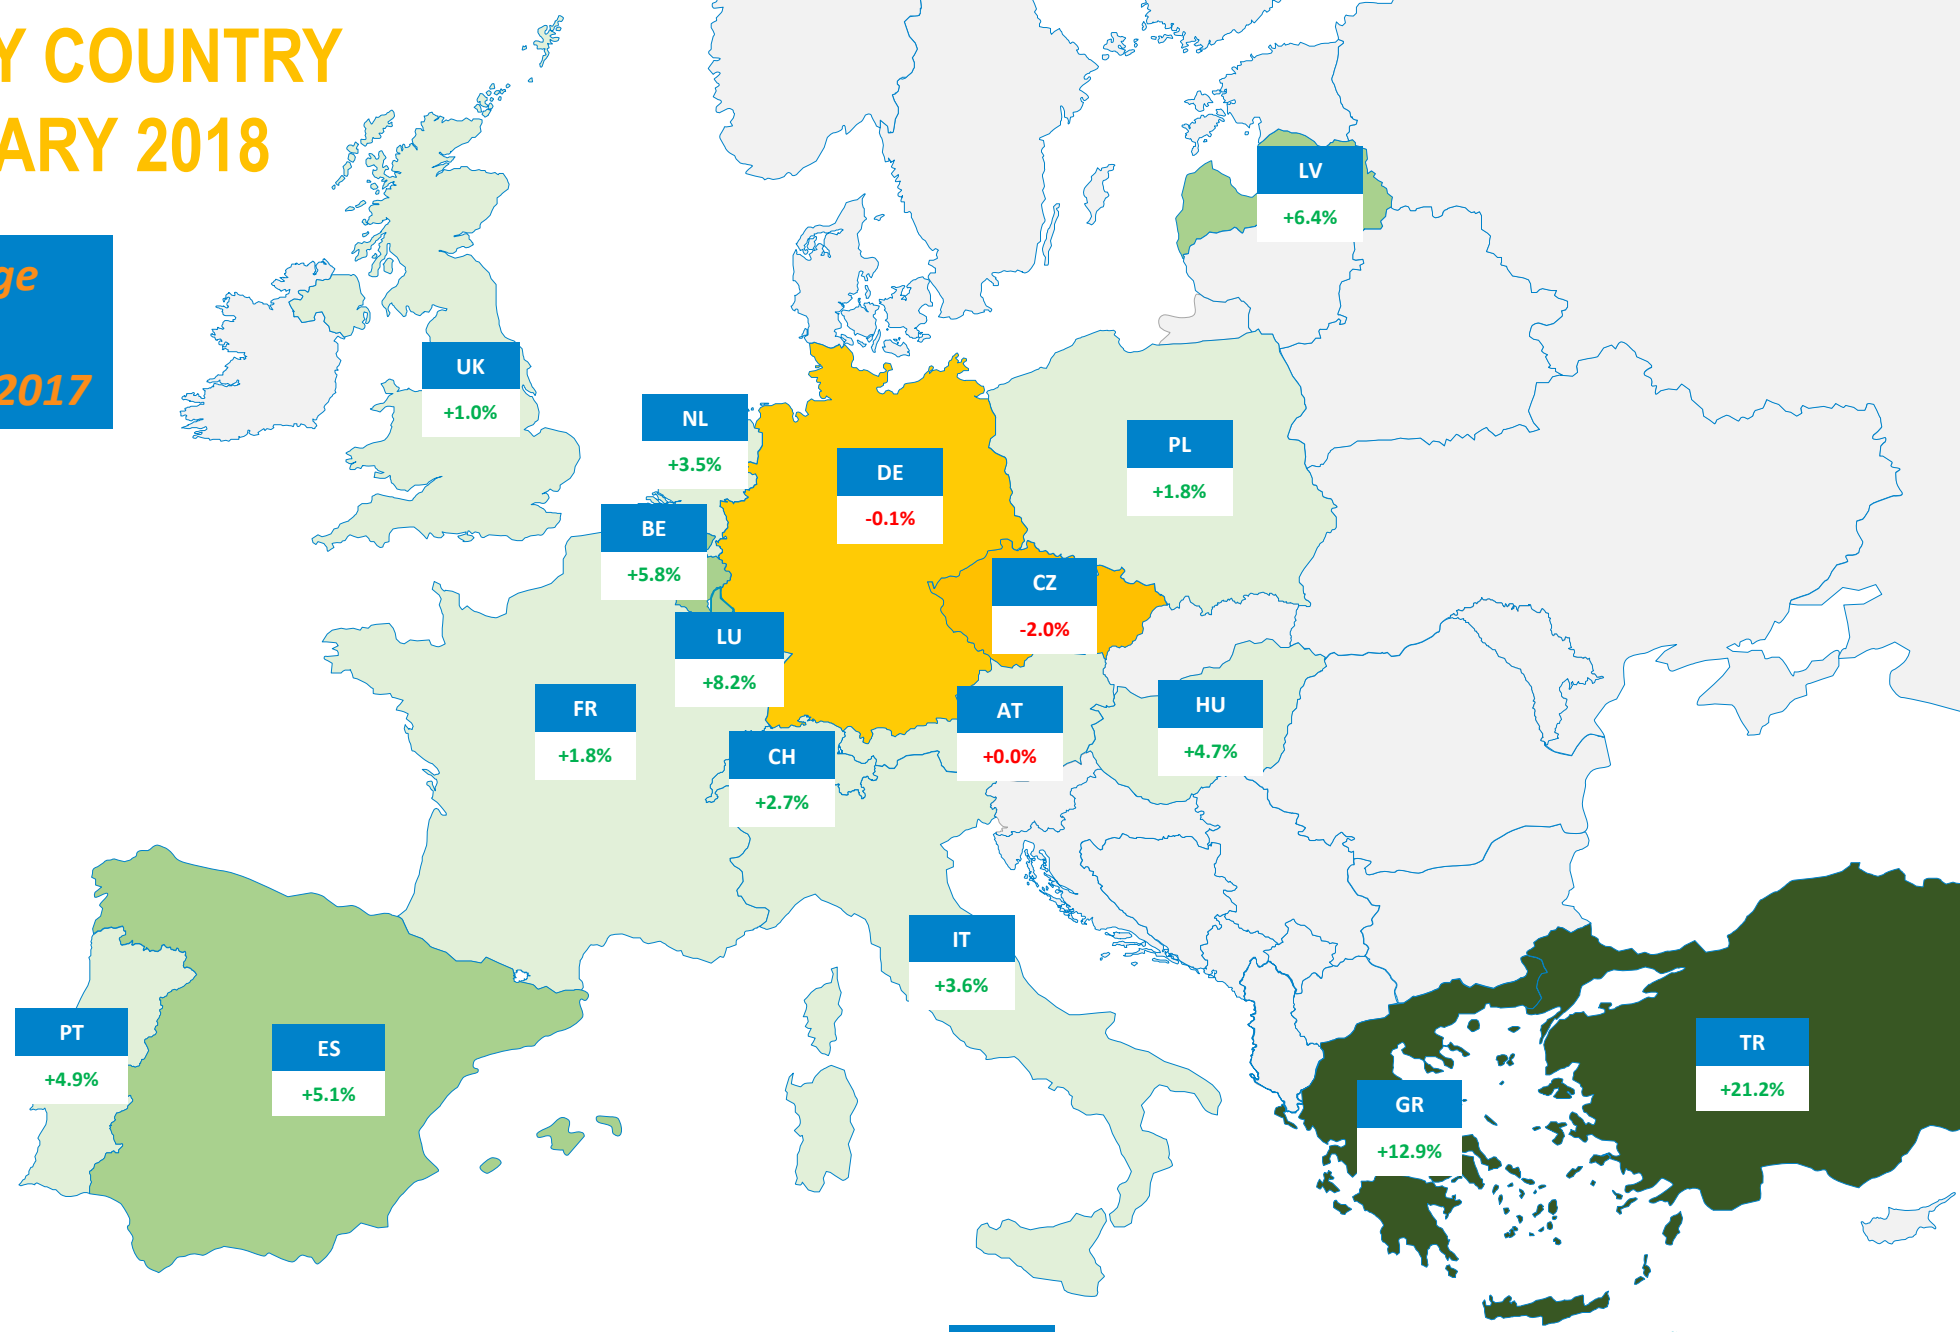 Y COUNTRY
ARY 2018
ge
2017
LV
+6.4%
UK
+1.0%
NL
+3.5%
DE
-0.1%
PL
+1.8%
BE
+5.8%
CZ
-2.0%
LU
+8.2%
FR
+1.8%
AT
+0.0%
HU
+4.7%
CH
+2.7%
IT
+3.6%
PT
+4.9%
ES
+5.1%
TR
+21.2%
GR
+12.9%